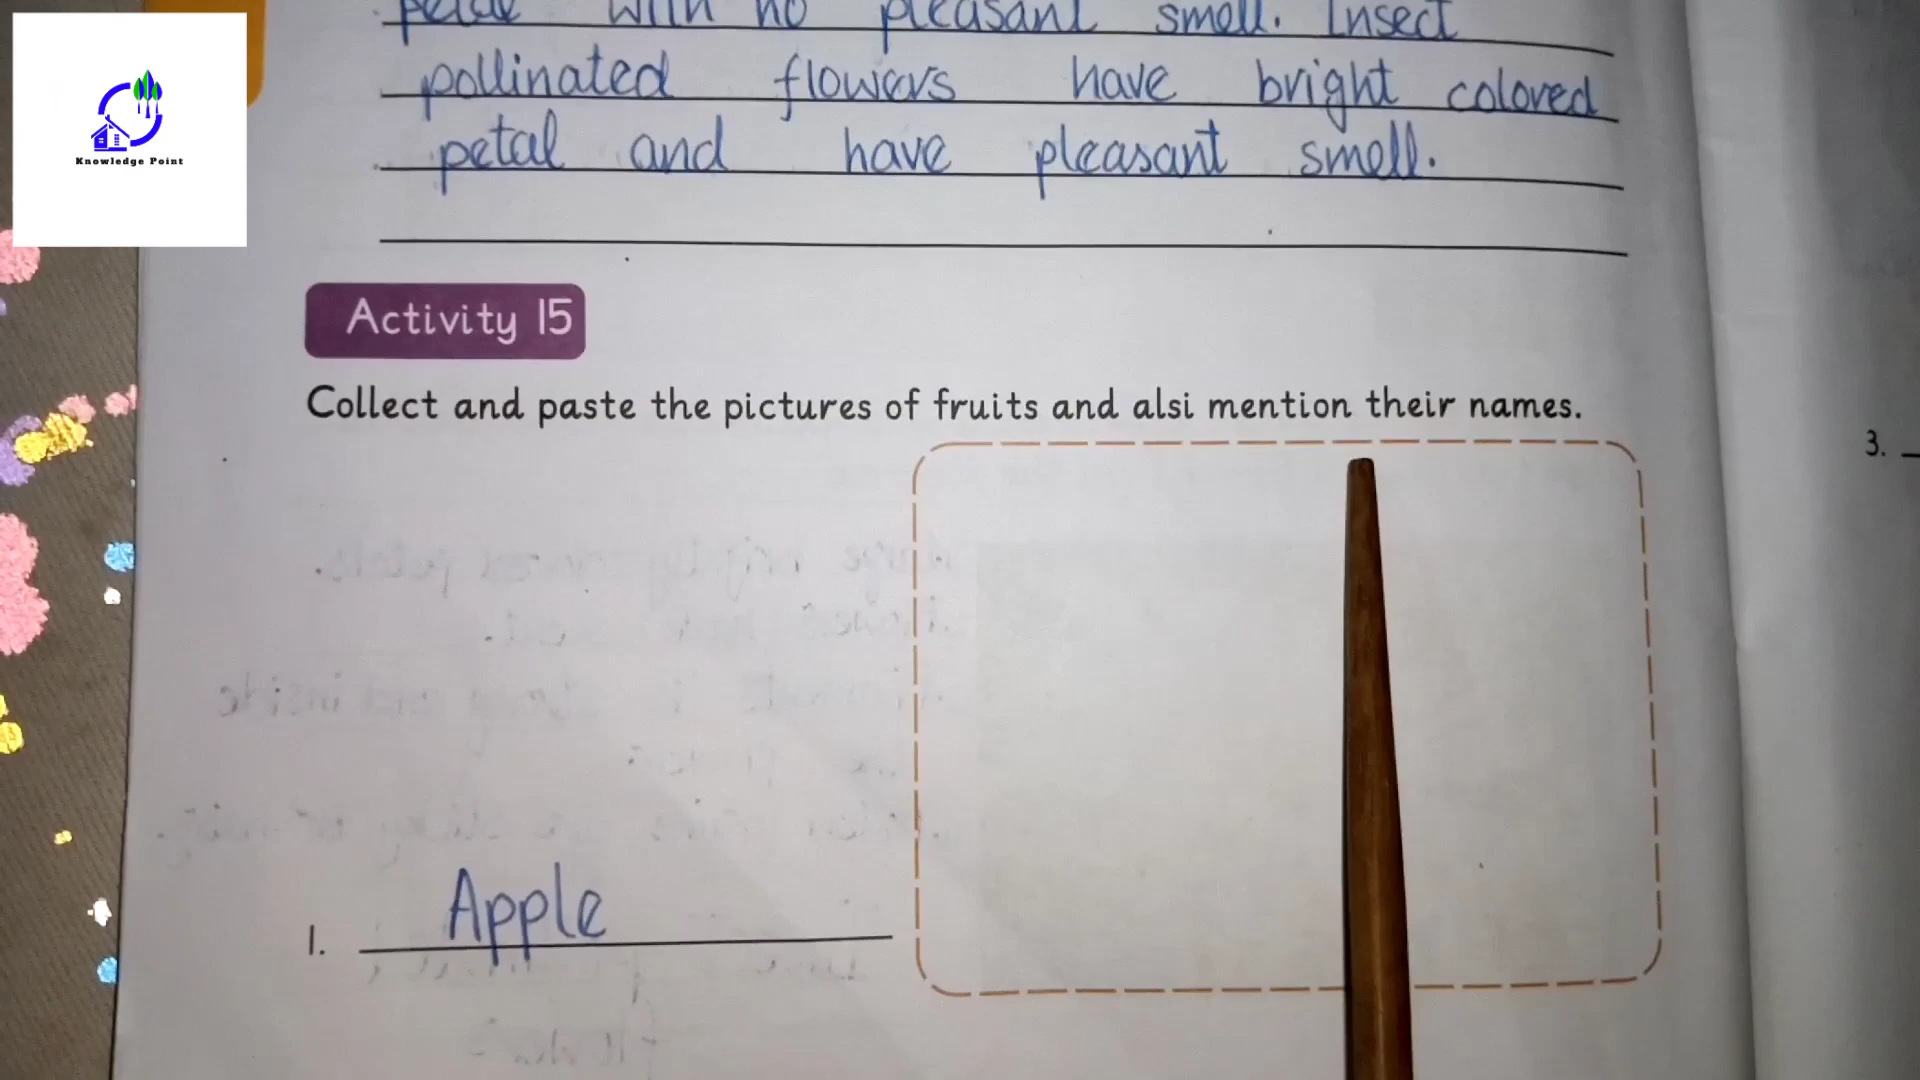 petal with no pleasant smell. Insect
pollinated flowers have bright colored
petal and have pleasant smell.
Knowledge Point
Activity 15
Collect and paste the pictures of fruits and alsi mention their names.
3.
1. Apple